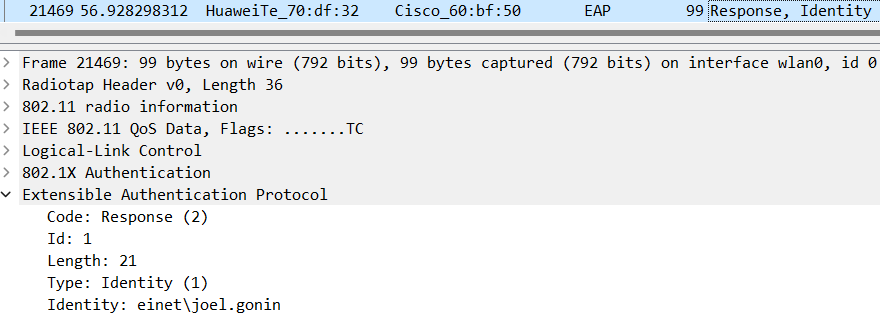 21469 56.928298312 HuaweiTe_70:df:32 Cisco_60:bf:50 EAP 99 Response, Identity
Frame 21469: 99 bytes on wire (792 bits), 99 bytes captured (792 bits) on interface wlan0, id 0
Radiotap Header v0, Length 36
802.11 radio information
IEEE 802.11 QoS Data, Flags: .......TC
Logical-Link Control
802.1X Authentication
Extensible Authentication Protocol
Code: Response (2)
Id: 1
Length: 21
Type: Identity (1)
Identity: einet\joel.gonin